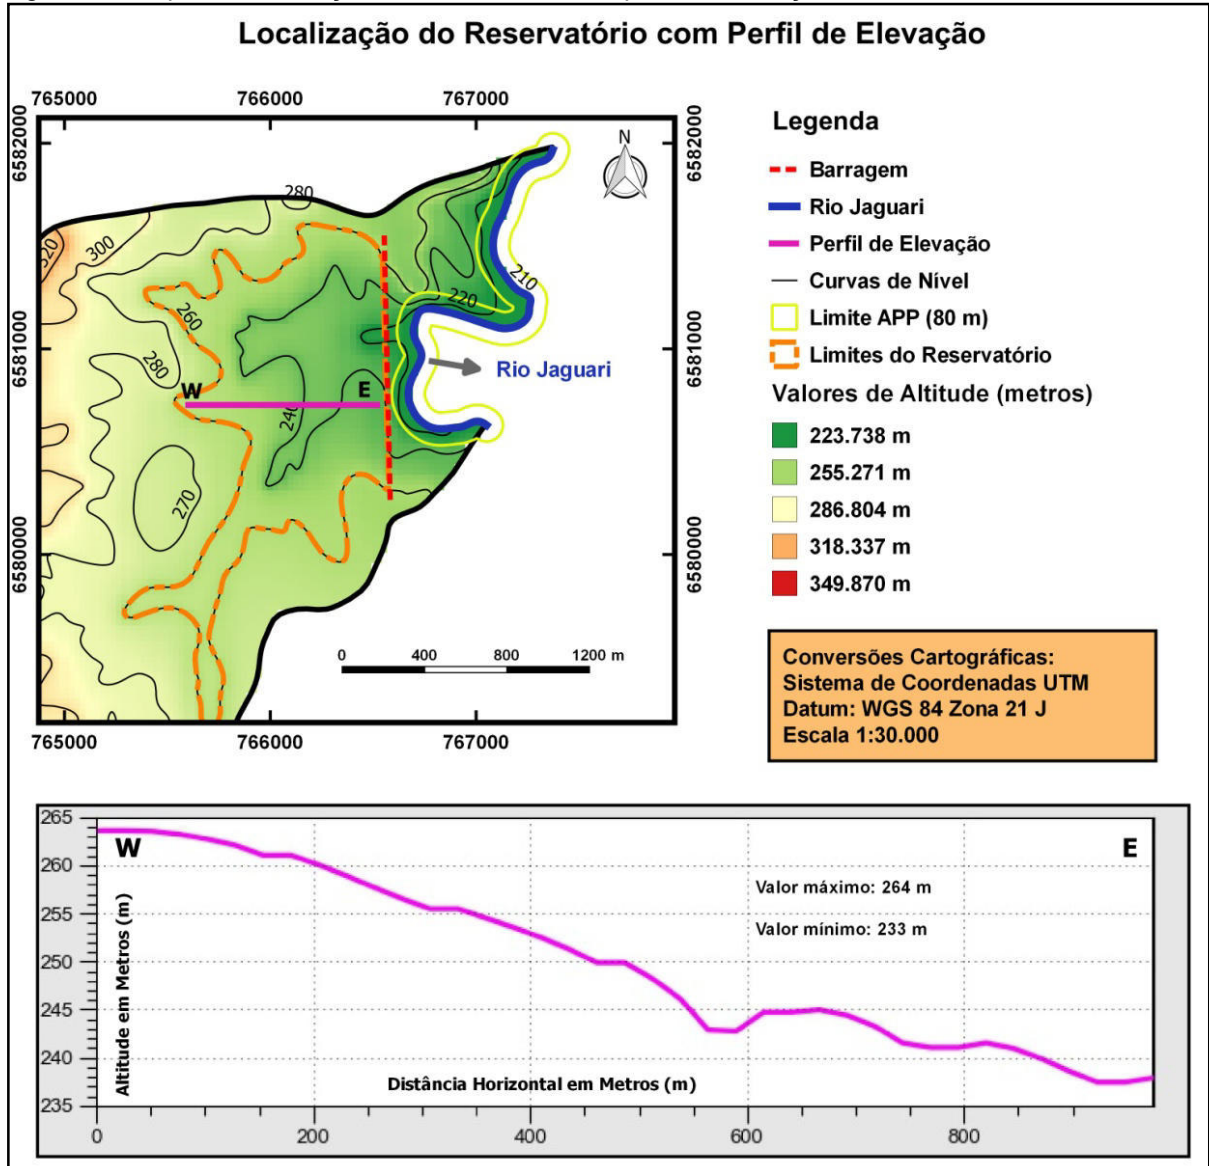 Localização do Reservatório com Perfil de Elevação
765000 766000 767000
6582000
6581000
6580000
6582000
6581000
6580000
N
320
300
280
260
280
240
270
220
210
W
E
Rio Jaguari
0 400 800 1200 m
765000 766000 767000
Legenda
Barragem
Rio Jaguari
Perfil de Elevação
Curvas de Nível
Limite APP (80 m)
Limites do Reservatório
Valores de Altitude (metros)
223.738 m
255.271 m
286.804 m
318.337 m
349.870 m
Conversões Cartográficas:
Sistema de Coordenadas UTM
Datum: WGS 84 Zona 21 J
Escala 1:30.000
265
260
255
250
245
240
235
Altitude em Metros (m)
W
E
Valor máximo: 264 m
Valor mínimo: 233 m
Distância Horizontal em Metros (m)
0 200 400 600 800